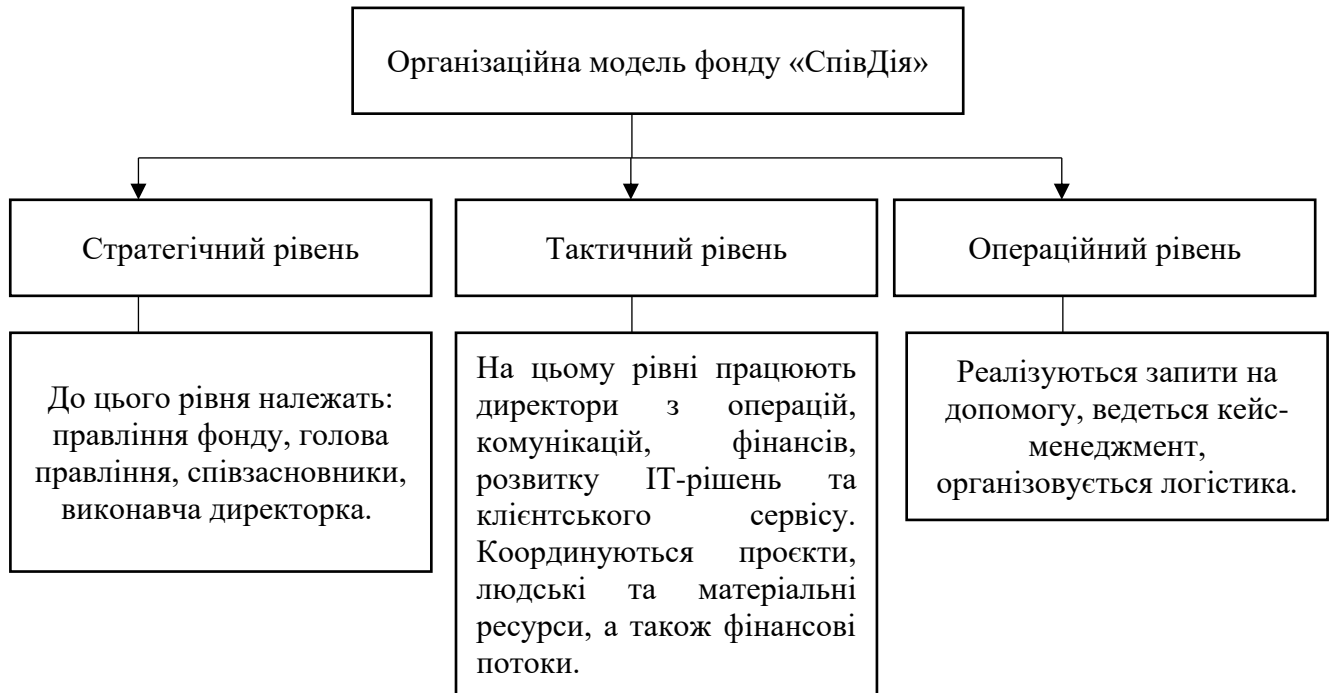 Організаційна модель фонду «СпівДія»
Стратегічний рівень
Тактичний рівень
Операційний рівень
До цього рівня належать:
правління фонду, голова
правління, співзасновники,
виконавча директорка.
На цьому рівні працюють
директори з операцій,
комунікацій, фінансів,
розвитку ІТ-рішень та
клієнтського сервісу.
Координуються проєкти,
людські та матеріальні
ресурси, а також фінансові
потоки.
Реалізуються запити на
допомогу, ведеться кейс-
менеджмент,
організовується логістика.